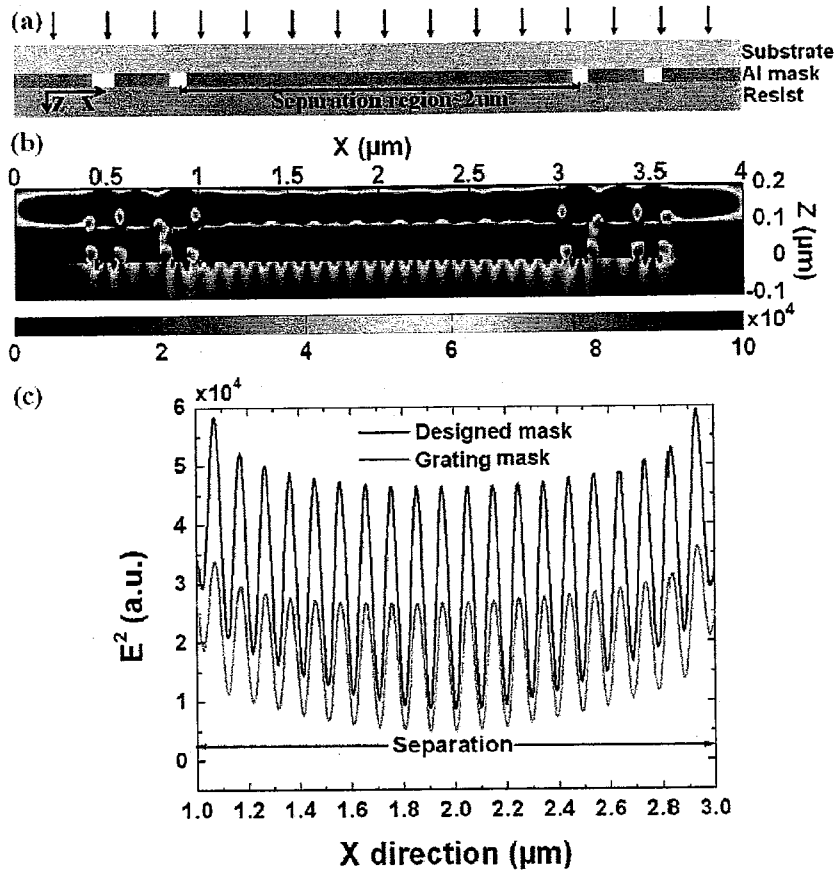 (a)
Substrate
Al mask
Resist
Z X
Separation region~2um
(b)
X (µm)
0 0.5 1 1.5 2 2.5 3 3.5 4
0.2
0.1
0
-0.1
Z (µm)
×10⁴
0 2 4 6 8 10
(c)
×10⁴
6
5
4
3
2
1
0
E² (a.u.)
Designed mask
Grating mask
Separation
1.0 1.2 1.4 1.6 1.8 2.0 2.2 2.4 2.6 2.8 3.0
X direction (µm)